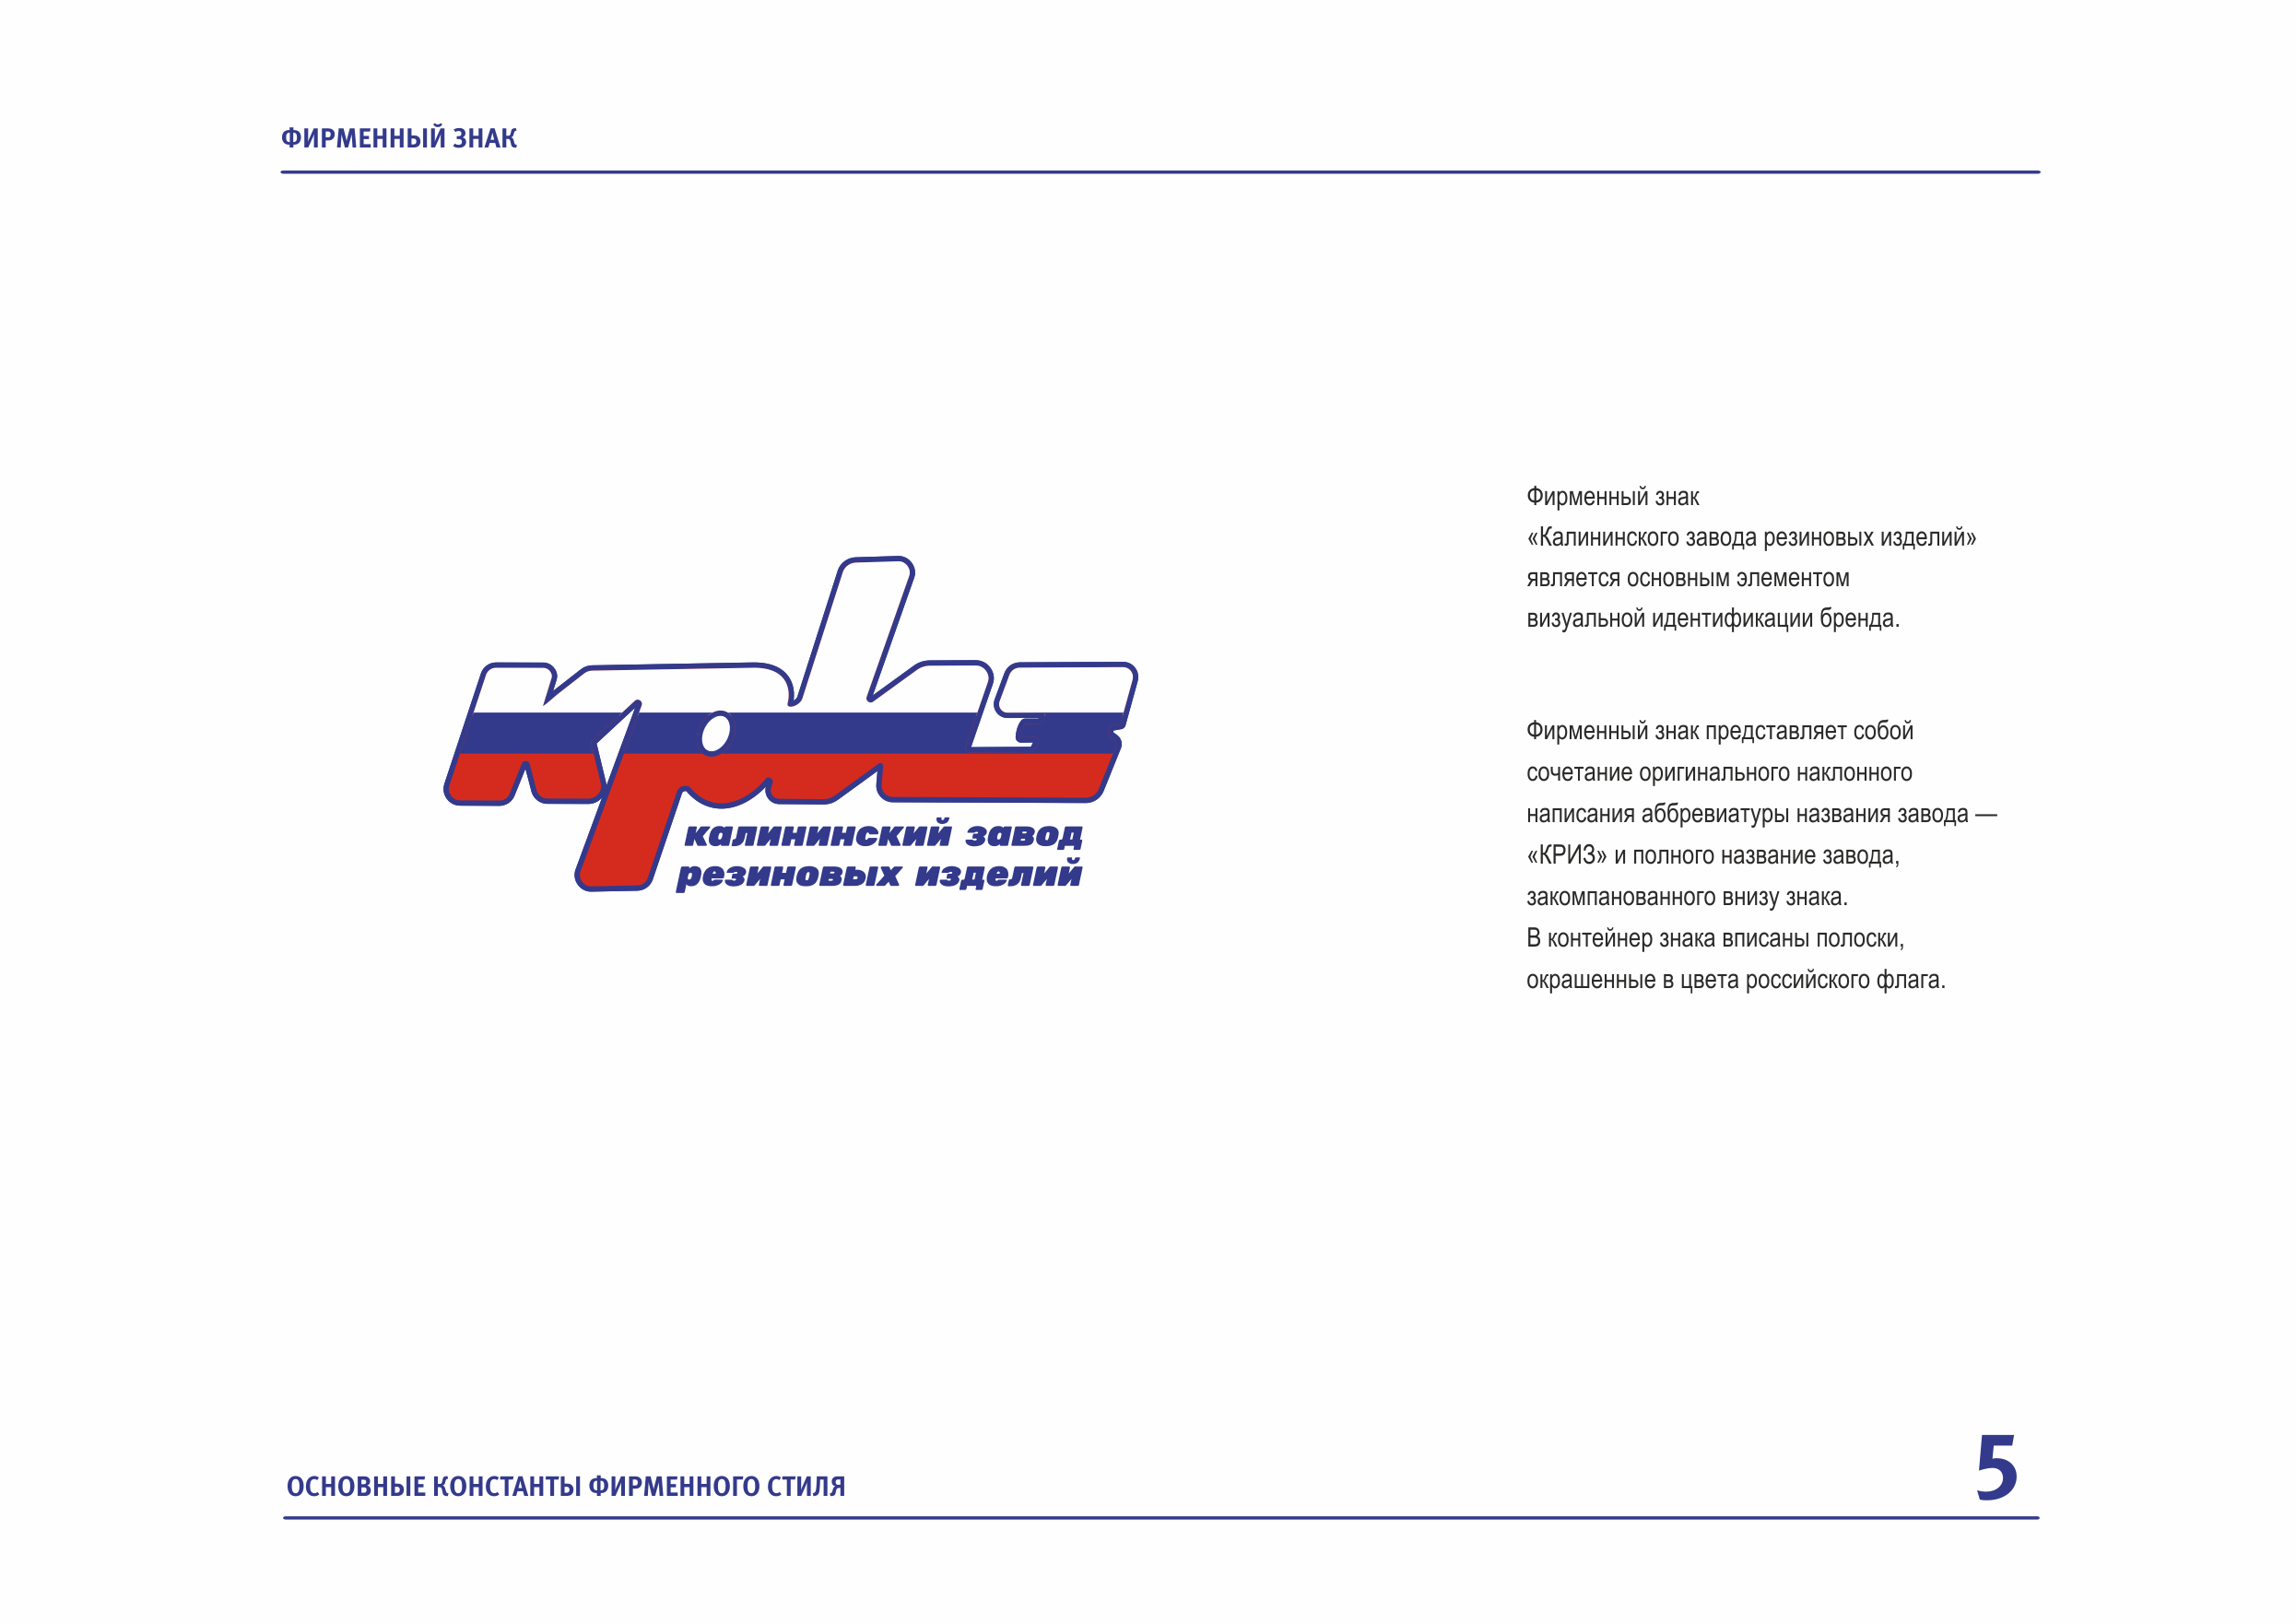 ФИРМЕННЫЙ ЗНАК
криз
калининский завод
резиновых изделий
Фирменный знак
«Калининского завода резиновых изделий»
является основным элементом
визуальной идентификации бренда.
Фирменный знак представляет собой
сочетание оригинального наклонного
написания аббревиатуры названия завода —
«КРИЗ» и полного название завода,
закомпанованного внизу знака.
В контейнер знака вписаны полоски,
окрашенные в цвета российского флага.
ОСНОВНЫЕ КОНСТАНТЫ ФИРМЕННОГО СТИЛЯ
5